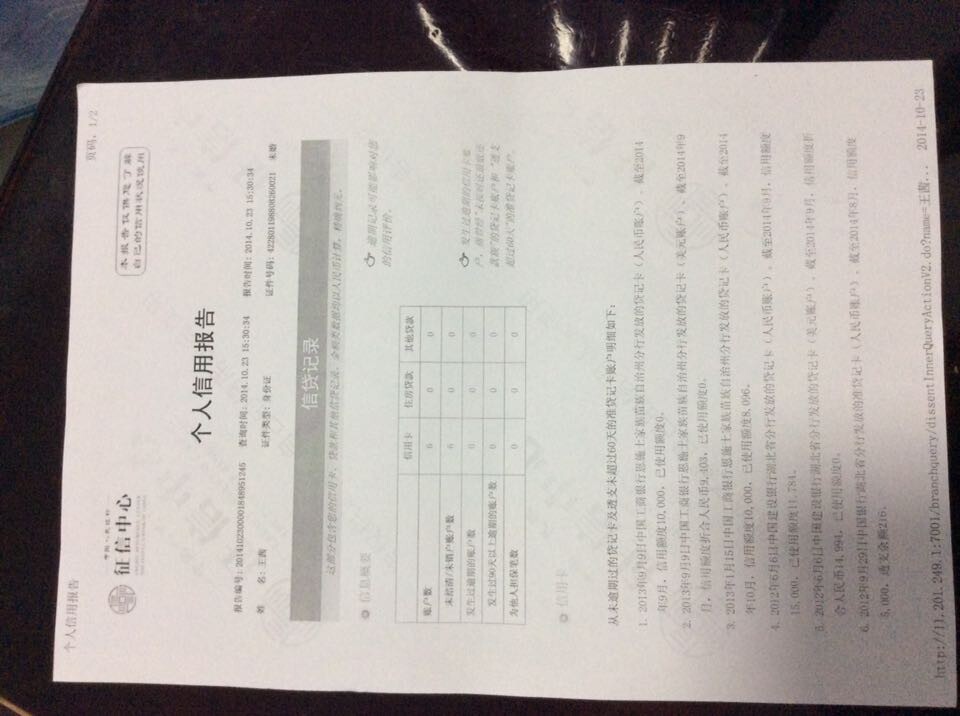 个人信用报告 页码，1/2
中国人民银行
征信中心
本报告仅供您了解
自己的信用状况使用
个人信用报告
报告编号：2014102300001848951245 查询时间：2014.10.23 15:30:34 报告时间：2014.10.23 15:30:34
姓 名：王茜 证件类型：身份证 证件号码：422801198808260021 未婚
信贷记录
这部分包含您的信用卡、贷款和其他信贷记录。金额类数据均以人民币计算，精确到元。
信息概要
信用卡 住房贷款 其他贷款
账户数 6 0 0
未结清/未销户账户数 6 0 0
发生过逾期的账户数 0 0 0
发生过90天以上逾期的账户数 0 0 0
为他人担保笔数 0 0 0
逾期记录可能影响对您
的信用评价。
发生过逾期的信用卡账
户，指曾经“未按时还最低还
款额”的贷记卡账户和“透支
超过60天”的准贷记卡账户。
信用卡
从未逾期过的贷记卡及透支未超过60天的准贷记卡账户明细如下：
1. 2013年9月9日中国工商银行恩施土家族苗族自治州分行发放的贷记卡（人民币账户）。截至2014
年9月，信用额度10,000，已使用额度0。
2. 2013年9月9日中国工商银行恩施土家族苗族自治州分行发放的贷记卡（美元账户）。截至2014年9
月，信用额度折合人民币9,403，已使用额度0。
3. 2013年1月15日中国工商银行恩施土家族苗族自治州分行发放的贷记卡（人民币账户）。截至2014
年10月，信用额度10,000，已使用额度8,096。
4. 2012年6月6日中国建设银行湖北省分行发放的贷记卡（人民币账户）。截至2014年9月，信用额度
15,000，已使用额度11,784。
5. 2012年6月6日中国建设银行湖北省分行发放的贷记卡（美元账户）。截至2014年9月，信用额度折
合人民币14,994，已使用额度0。
6. 2012年9月29日中国银行湖北省分行发放的准贷记卡（人民币账户）。截至2014年8月，信用额度
5,000，透支余额216。
http://11.201.249.1:7001/branchquery/dissentInnerQueryActionV2.do?name=王茜... 2014-10-23